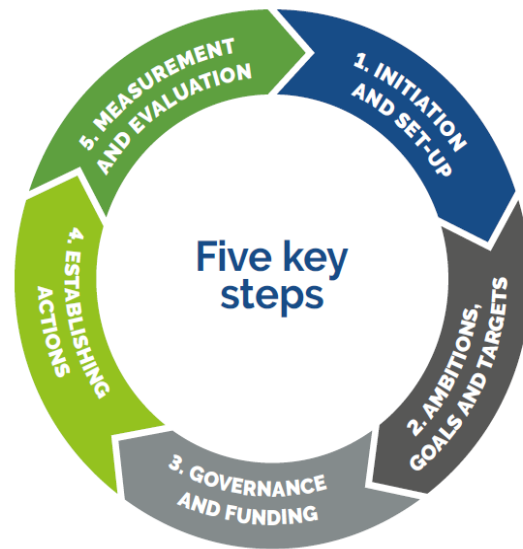 Five key
steps
1. INITIATION
AND SET-UP
2. AMBITIONS,
GOALS AND TARGETS
3. GOVERNANCE
AND FUNDING
4. ESTABLISHING
ACTIONS
5. MEASUREMENT
AND EVALUATION